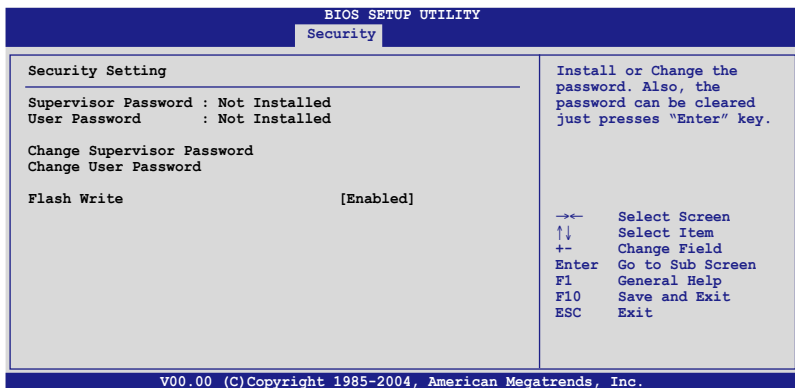 BIOS SETUP UTILITY
Security
Security Setting
Supervisor Password : Not Installed
User Password : Not Installed
Change Supervisor Password
Change User Password
Flash Write [Enabled]
Install or Change the
password. Also, the
password can be cleared
just presses “Enter” key.
→← Select Screen
↑↓ Select Item
+- Change Field
Enter Go to Sub Screen
F1 General Help
F10 Save and Exit
ESC Exit
V00.00 (C)Copyright 1985-2004, American Megatrends, Inc.